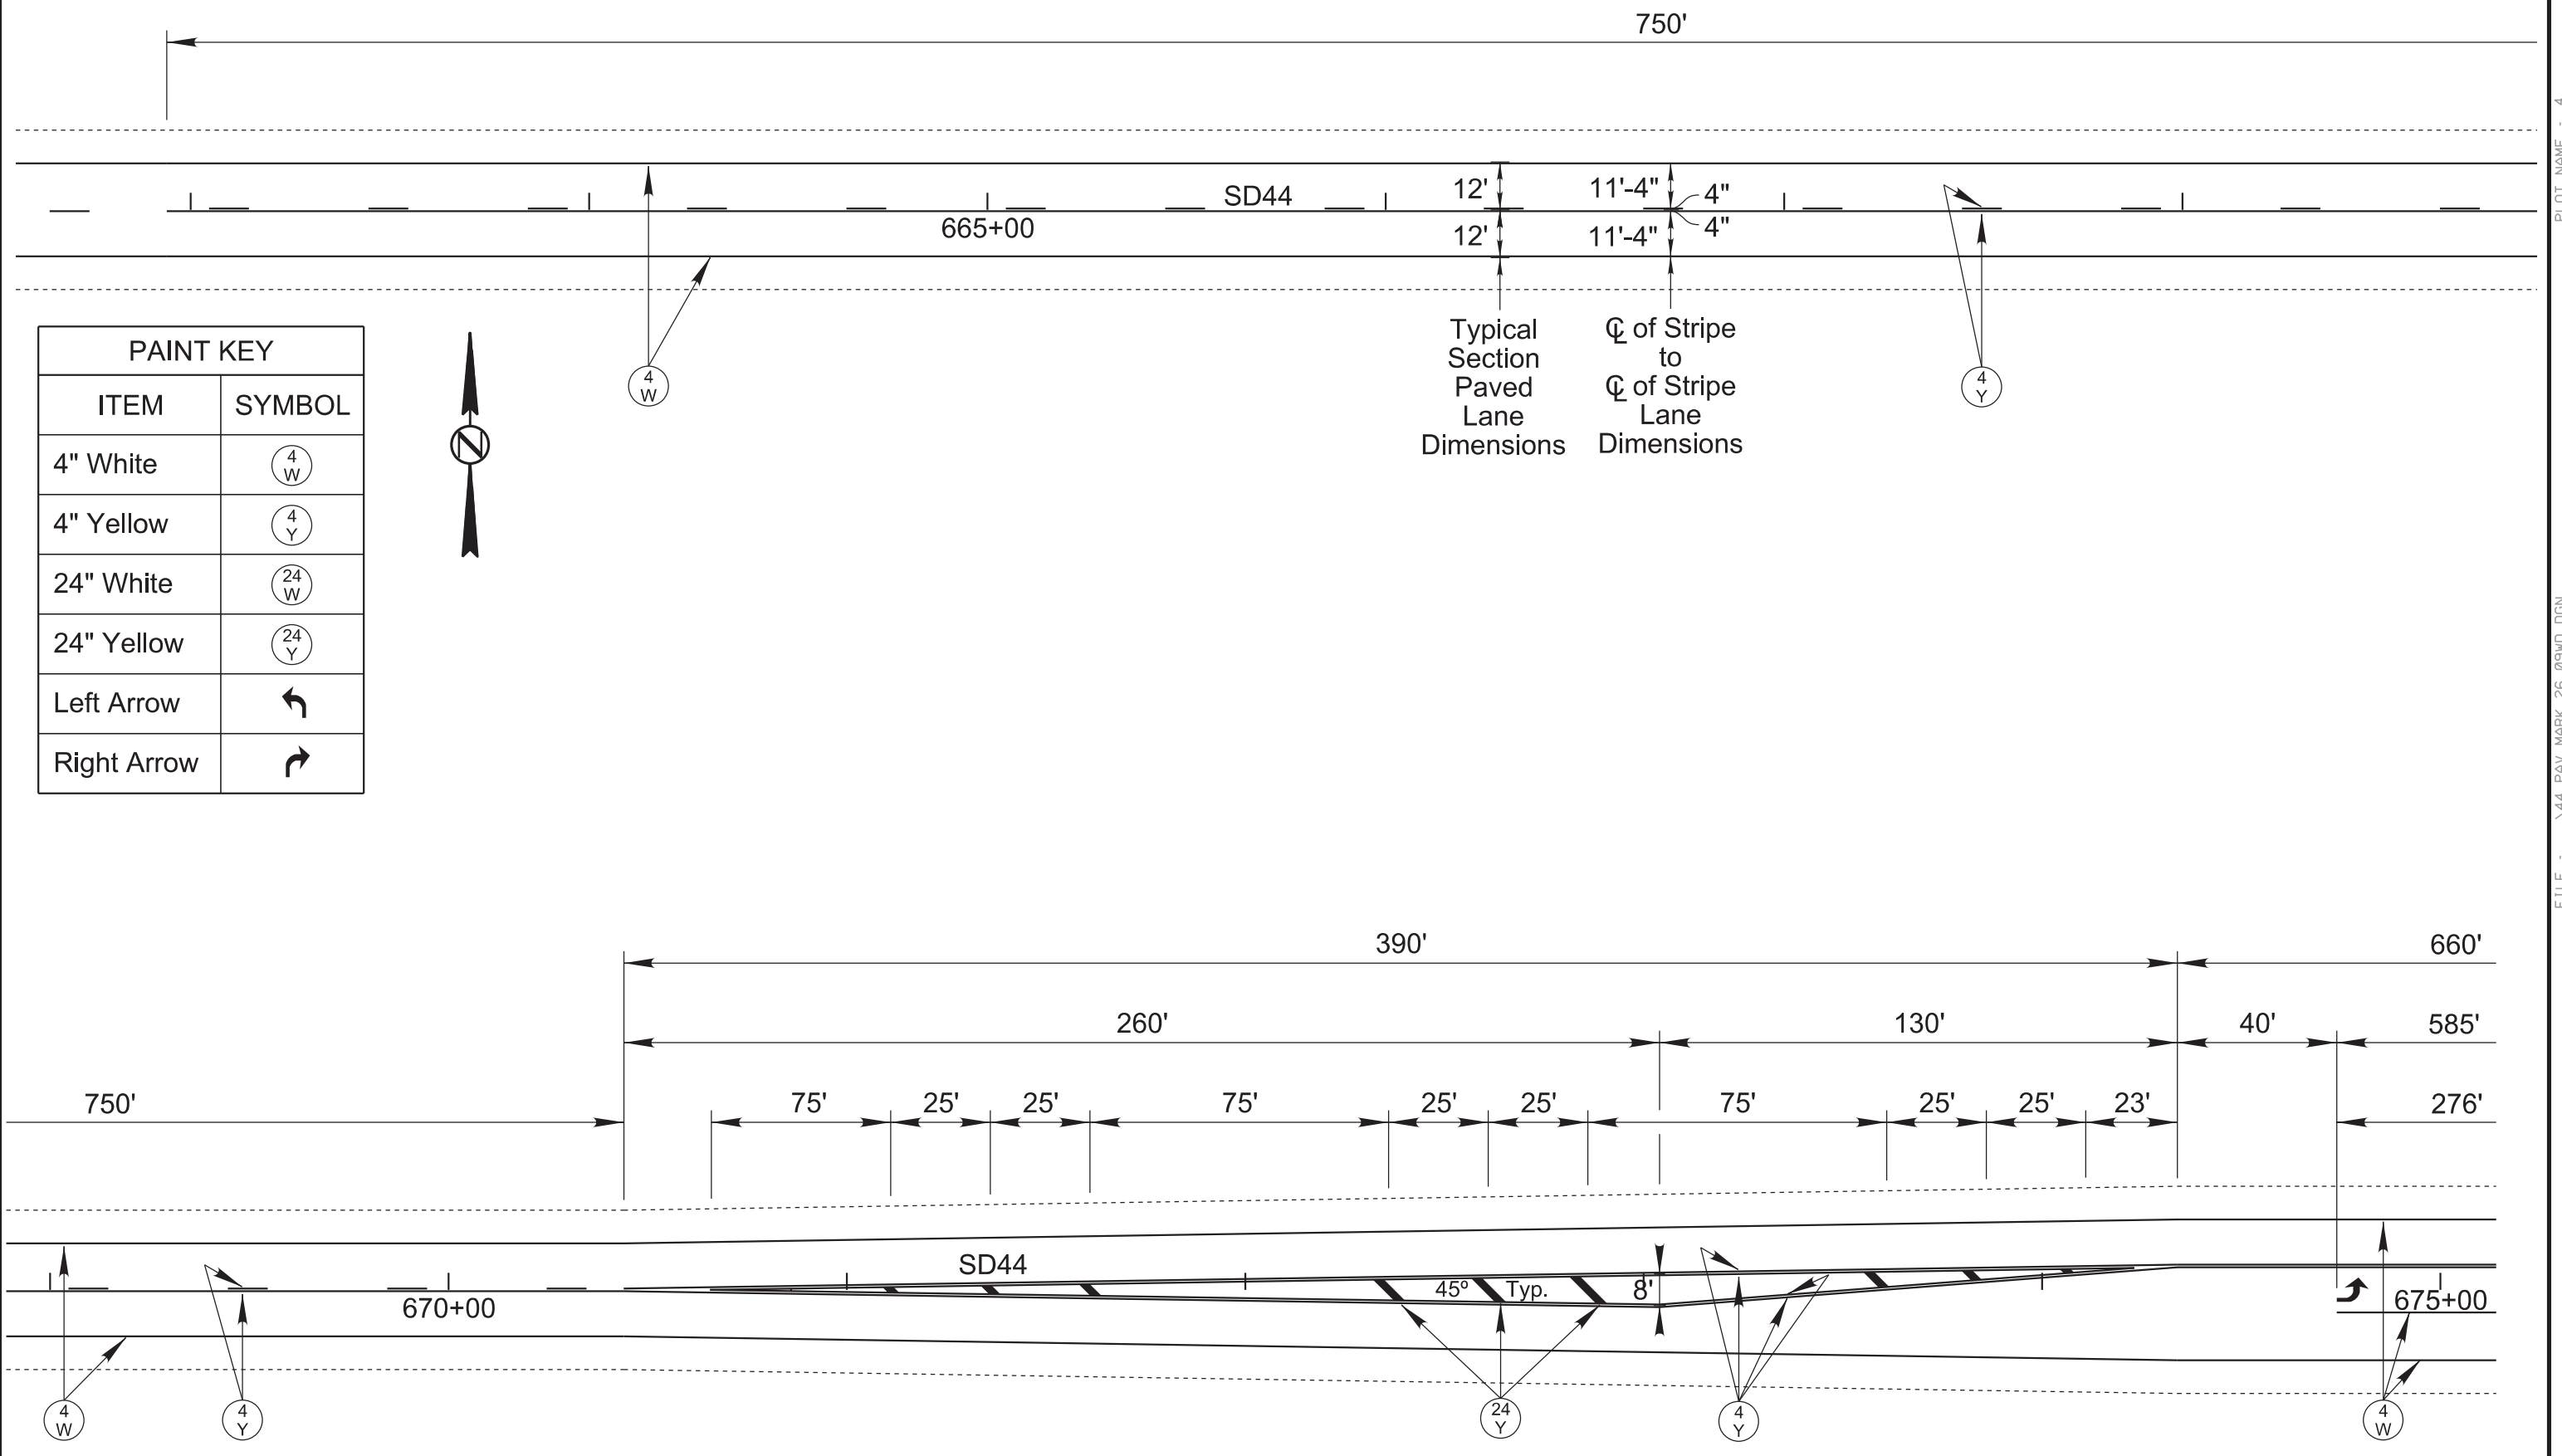 750'
SD44
665+00
12'
12'
11'-4"
11'-4"
4"
4"
Typical
Section
Paved
Lane
Dimensions
℄ of Stripe
to
℄ of Stripe
Lane
Dimensions
4
W
4
Y
PAINT KEY
ITEM SYMBOL
4" White 4 W
4" Yellow 4 Y
24" White 24 W
24" Yellow 24 Y
Left Arrow
Right Arrow
N
390' 660'
260' 130' 40' 585'
750' 75' 25' 25' 75' 25' 25' 75' 25' 25' 23' 276'
SD44
670+00
45º Typ.
8'
675+00
4
W
4
Y
24
Y
4
Y
4
W
PLOT NAME - 4